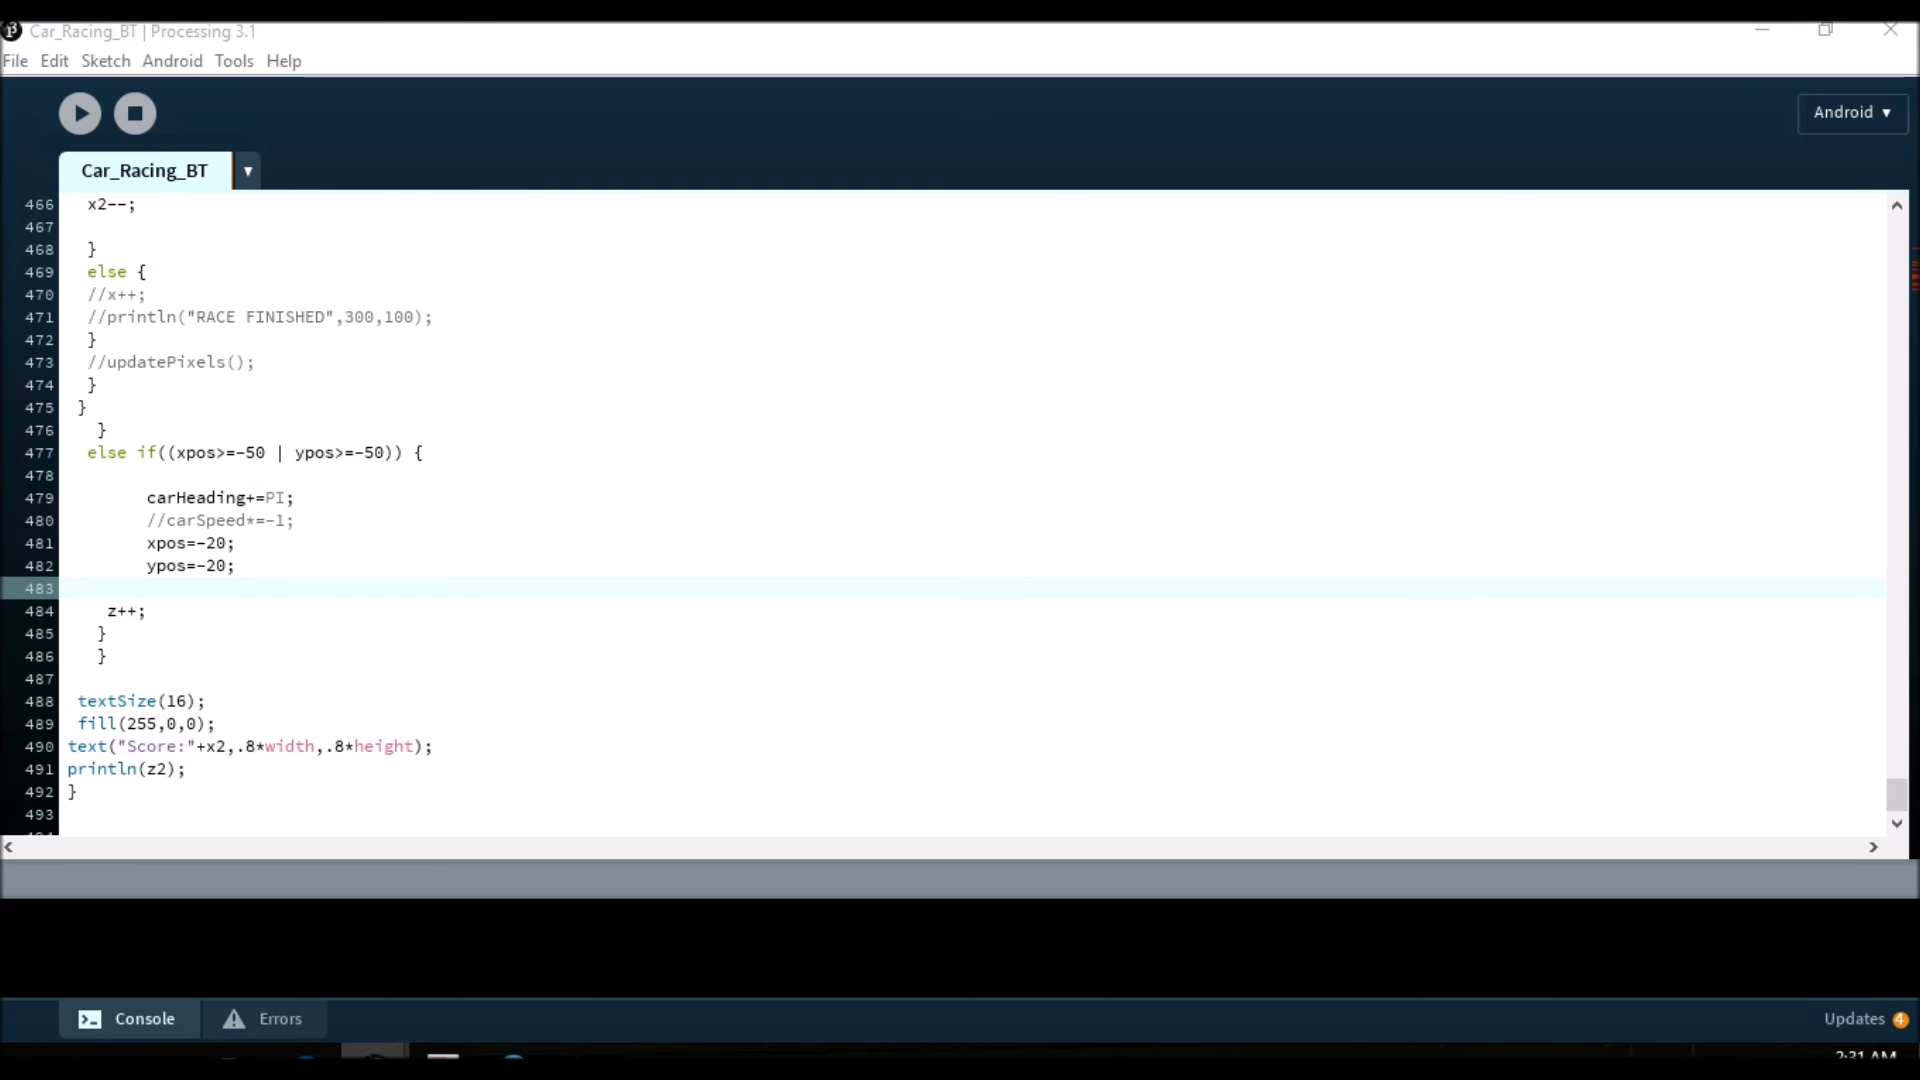 Car_Racing_BT | Processing 3.1
File Edit Sketch Android Tools Help
Android ▾
Car_Racing_BT ▾
466 x2--;
467
468 }
469 else {
470 //x++;
471 //println("RACE FINISHED",300,100);
472 }
473 //updatePixels();
474 }
475 }
476 }
477 else if((xpos>=-50 | ypos>=-50)) {
478
479 carHeading+=PI;
480 //carSpeed*=-1;
481 xpos=-20;
482 ypos=-20;
483
484 z++;
485 }
486 }
487
488 textSize(16);
489 fill(255,0,0);
490 text("Score:"+x2,.8*width,.8*height);
491 println(z2);
492 }
493
Console Errors Updates 4
2:31 AM